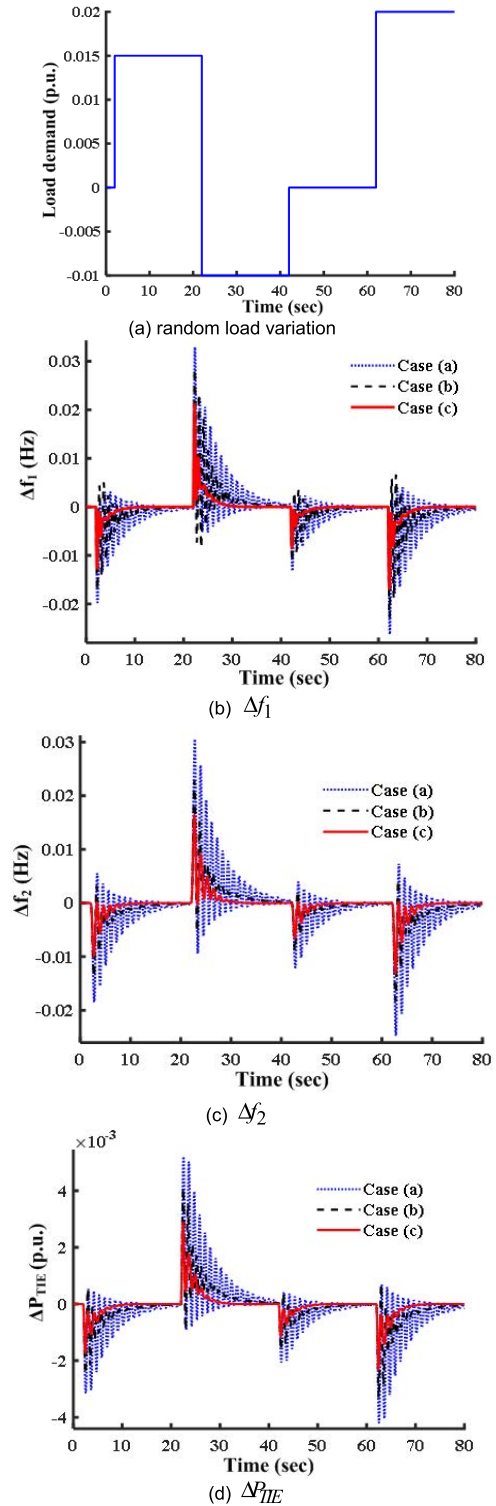 0.02
0.015
0.01
0.005
0
-0.005
-0.01
Load demand (p.u.)
0 10 20 30 40 50 60 70 80
Time (sec)
(a) random load variation
0.03
0.02
0.01
0
-0.01
-0.02
Δf1 (Hz)
Case (a)
Case (b)
Case (c)
0 10 20 30 40 50 60 70 80
Time (sec)
(b) Δf1
0.03
0.02
0.01
0
-0.01
-0.02
Δf2 (Hz)
Case (a)
Case (b)
Case (c)
0 10 20 30 40 50 60 70 80
Time (sec)
(c) Δf2
×10-3
4
2
0
-2
-4
ΔPTIE (p.u.)
Case (a)
Case (b)
Case (c)
0 10 20 30 40 50 60 70 80
Time (sec)
(d) ΔPTIE